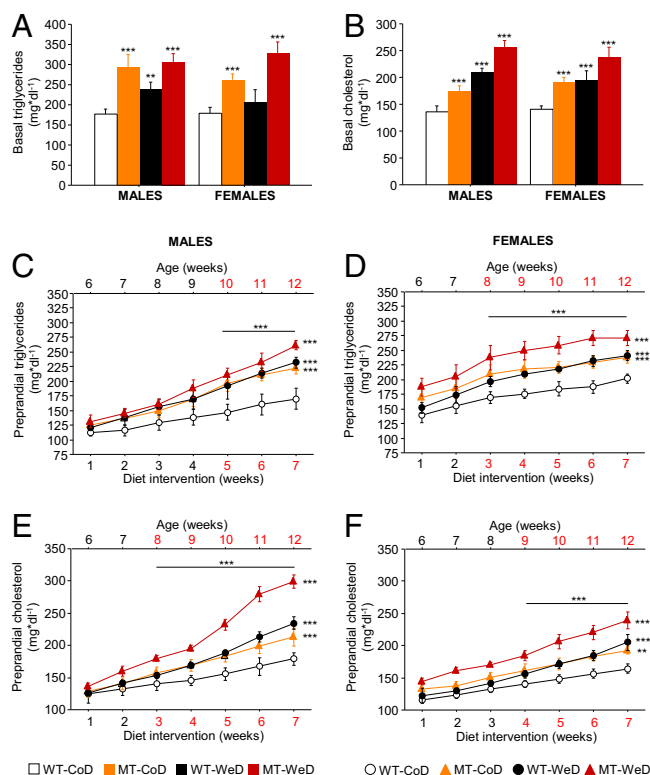 A
Basal triglycerides
(mg*dl-1)
400
350
300
250
200
150
100
50
0
***
**
***
***
***
MALES
FEMALES
B
Basal cholesterol
(mg*dl-1)
300
250
200
150
100
50
0
***
***
***
***
***
***
MALES
FEMALES
MALES
C
Age (weeks)
6 7 8 9 10 11 12
Preprandial triglycerides
(mg*dl-1)
350
325
300
275
250
225
200
175
150
125
100
75
***
***
***
***
1 2 3 4 5 6 7
Diet intervention (weeks)
FEMALES
D
Age (weeks)
6 7 8 9 10 11 12
Preprandial triglycerides
(mg*dl-1)
350
325
300
275
250
225
200
175
150
125
100
75
***
***
***
***
1 2 3 4 5 6 7
Diet intervention (weeks)
E
Age (weeks)
6 7 8 9 10 11 12
Preprandial cholesterol
(mg*dl-1)
350
300
250
200
150
100
***
***
***
***
1 2 3 4 5 6 7
Diet intervention (weeks)
F
Age (weeks)
6 7 8 9 10 11 12
Preprandial cholesterol
(mg*dl-1)
350
300
250
200
150
100
***
***
***
**
1 2 3 4 5 6 7
Diet intervention (weeks)
WT-CoD MT-CoD WT-WeD MT-WeD
WT-CoD MT-CoD WT-WeD MT-WeD